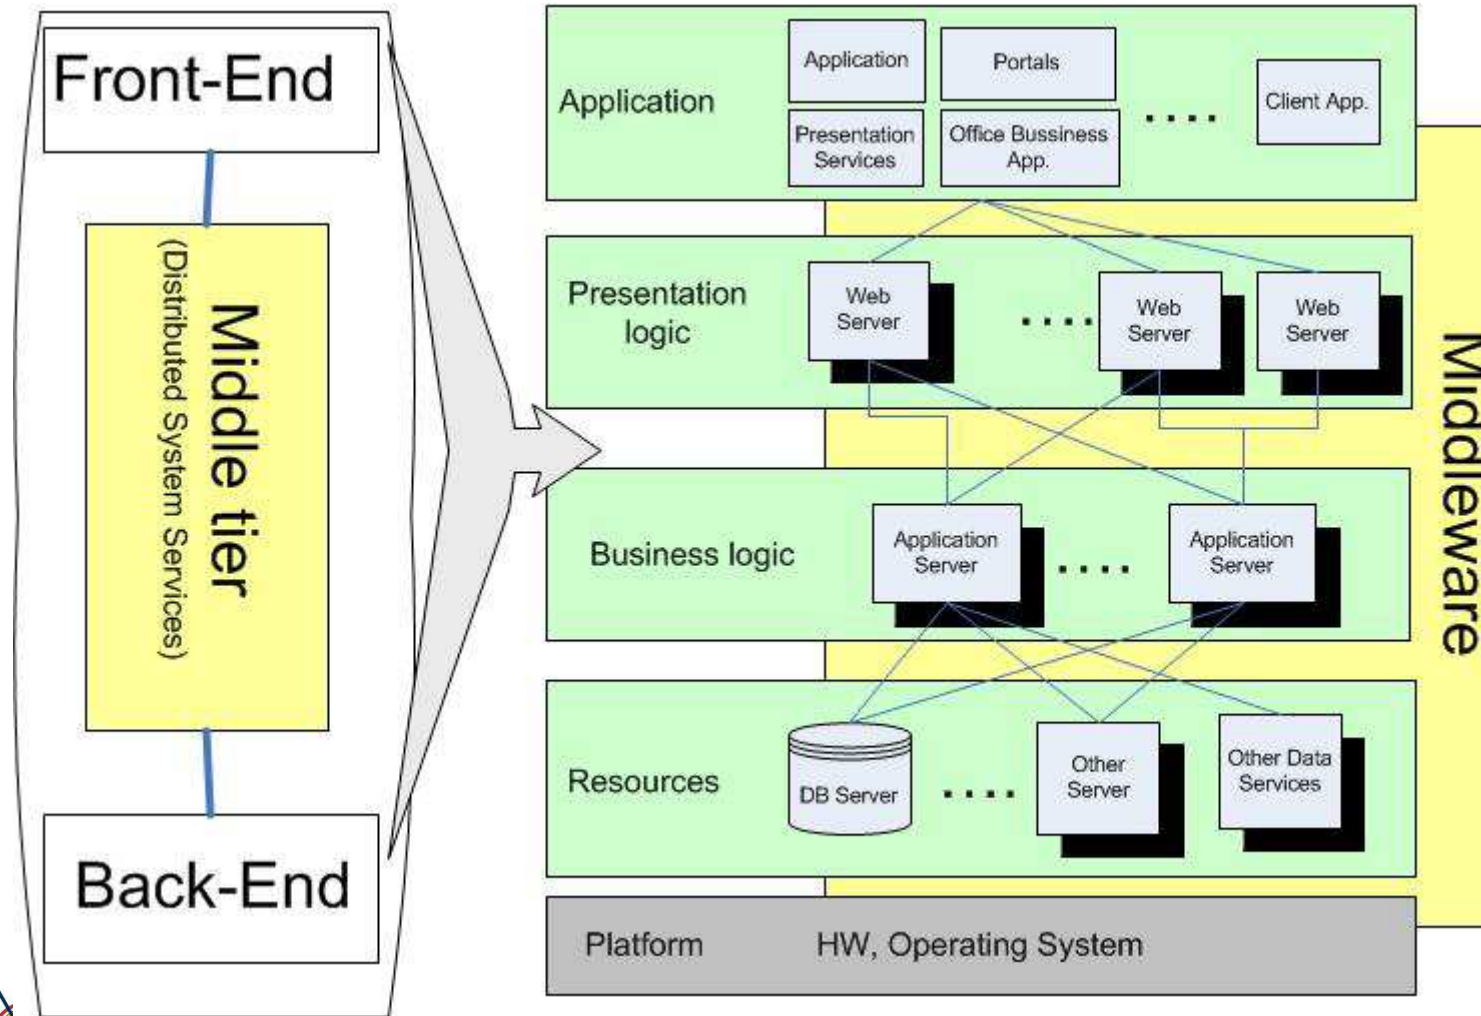 Front-End
Middle tier
(Distributed System Services)
Back-End
Application
Application
Portals
Presentation
Services
Office Bussiness
App.
....
Client App.
Presentation
logic
Web
Server
....
Web
Server
Web
Server
Business logic
Application
Server
....
Application
Server
Resources
DB Server
....
Other
Server
Other Data
Services
Platform
HW, Operating System
Middleware